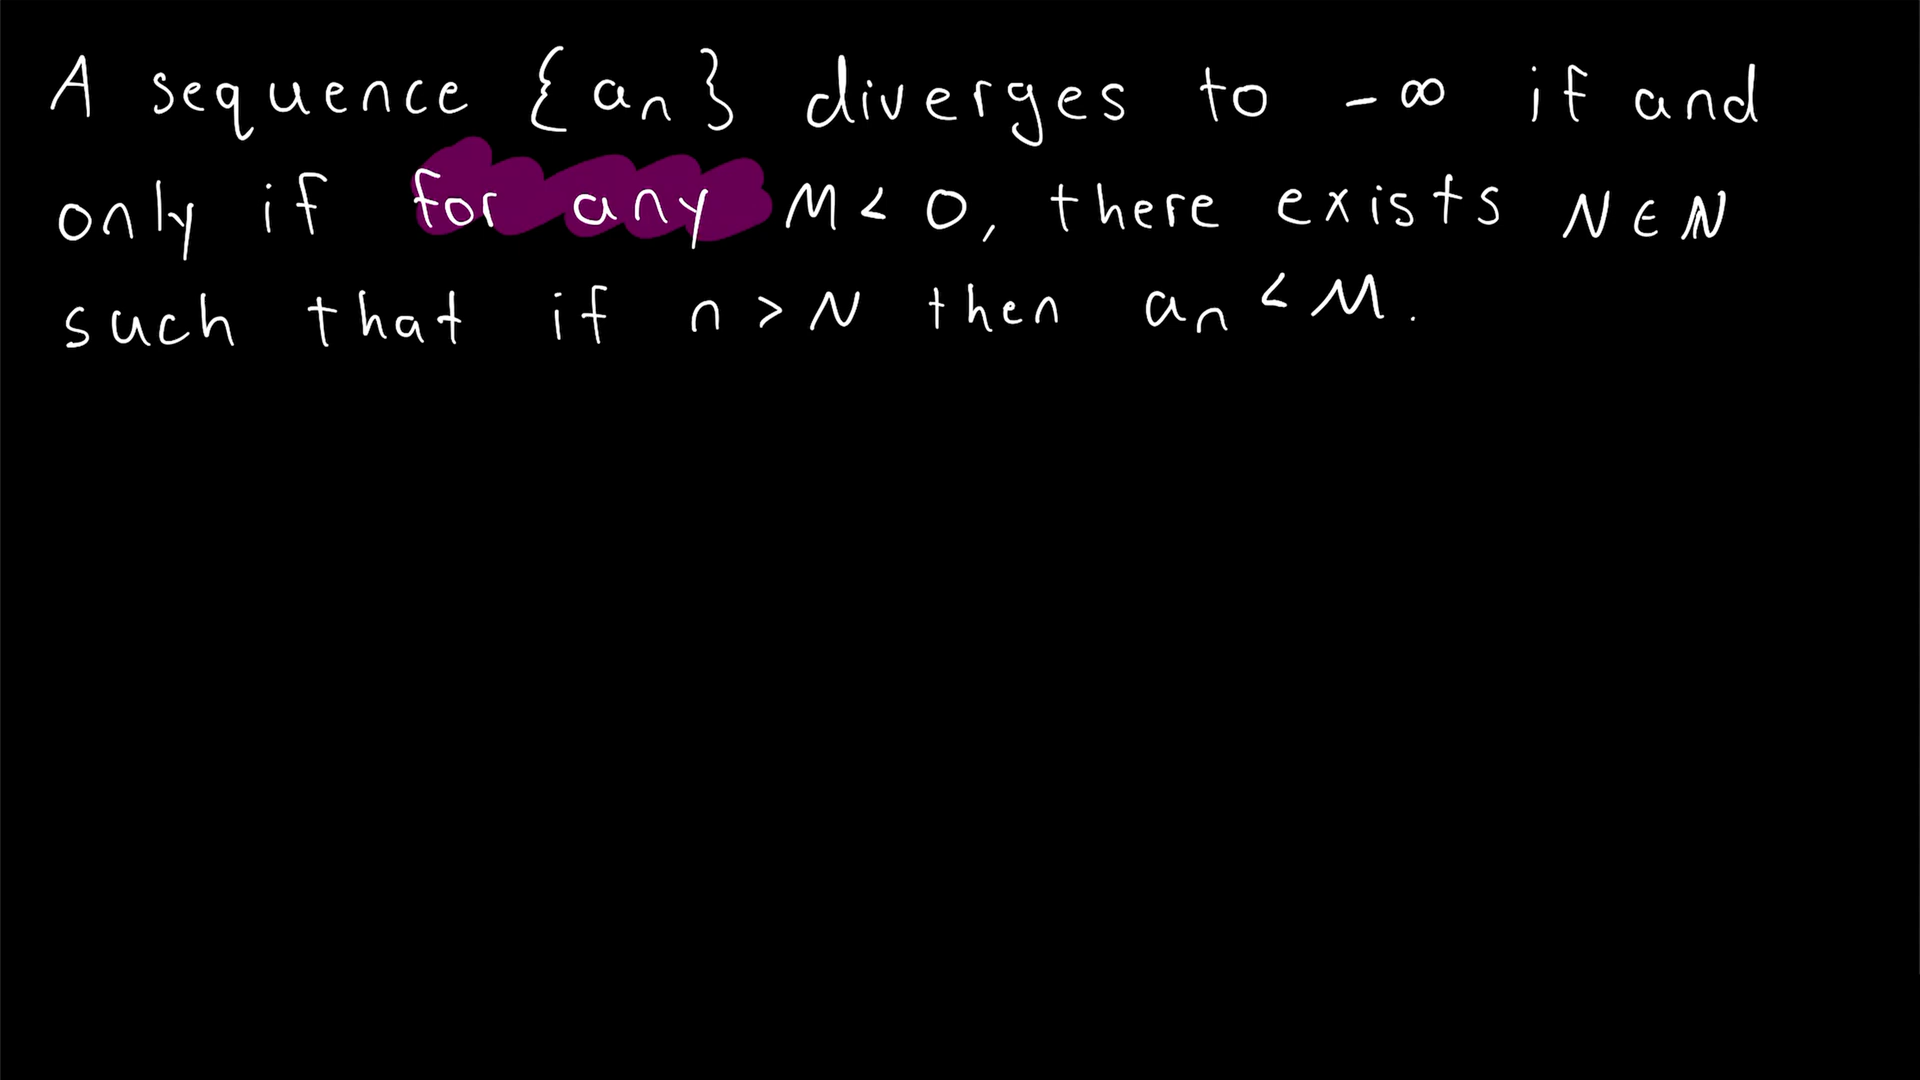 A sequence {aₙ} diverges to -∞ if and
only if for any M < 0, there exists N ∈ ℕ
such that if n > N then aₙ < M.